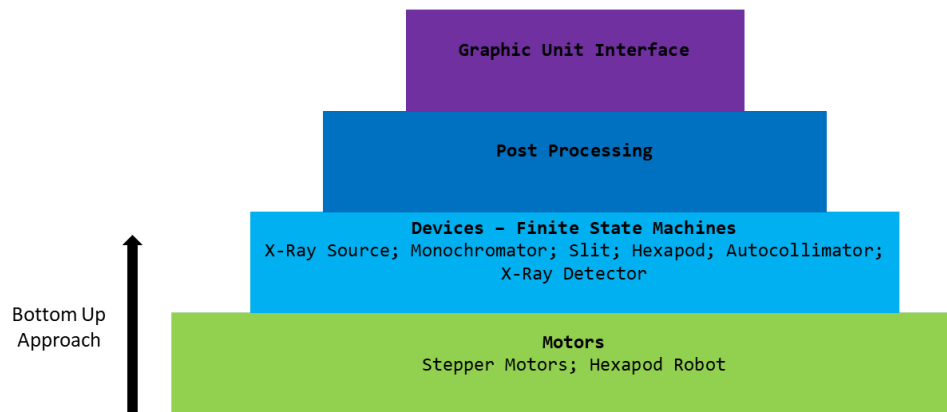 Graphic Unit Interface
Post Processing
Devices – Finite State Machines
X-Ray Source; Monochromator; Slit; Hexapod; Autocollimator;
X-Ray Detector
Bottom Up
Approach
Motors
Stepper Motors; Hexapod Robot